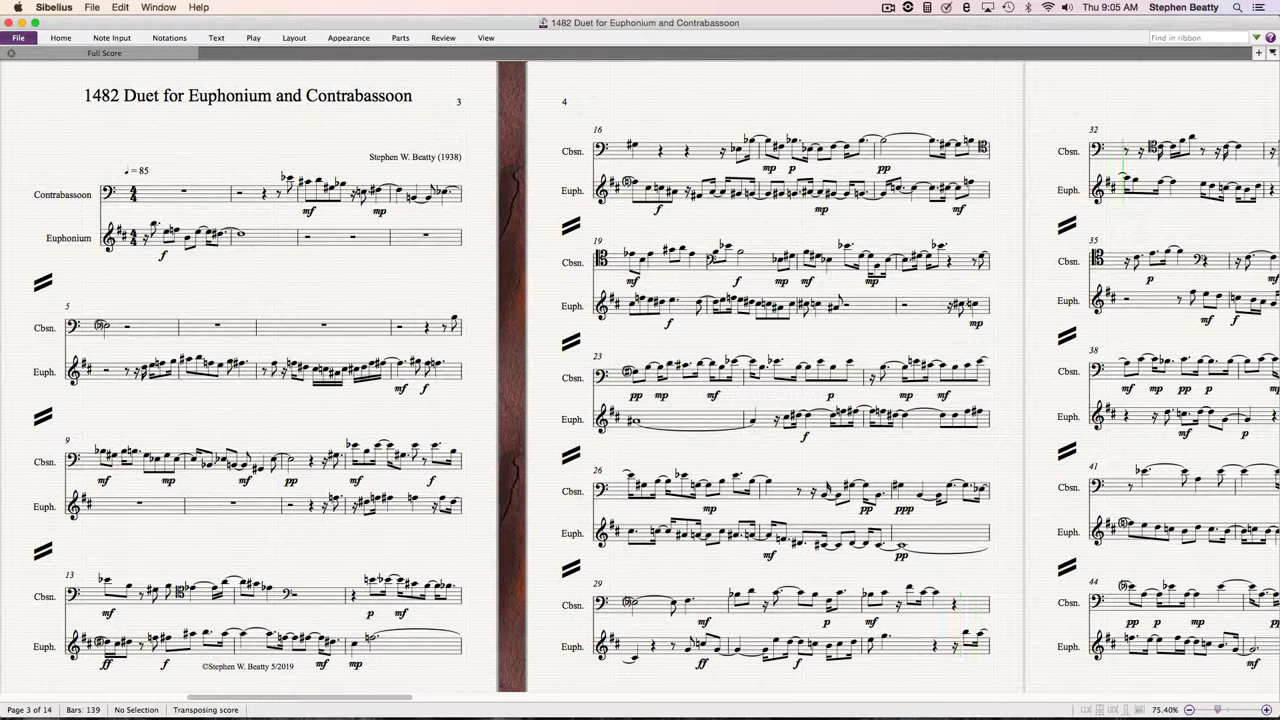 Sibelius File Edit Window Help Thu 9:05 AM Stephen Beatty
1482 Duet for Euphonium and Contrabassoon
File Home Note Input Notations Text Play Layout Appearance Parts Review View Find in ribbon
Full Score
1482 Duet for Euphonium and Contrabassoon
3
Stephen W. Beatty (1938)
= 85
Contrabassoon
mf mp
Euphonium
f
5
Cbsn.
Euph.
mf f
9
Cbsn.
mf mp mf pp mf f
Euph.
13
Cbsn.
mf p mf
Euph.
ff f mf mp
©Stephen W. Beatty 5/2019
4
16
Cbsn.
mp p pp
Euph.
f mp mf
19
Cbsn.
mf f mp mf mp
Euph.
f mp
23
Cbsn.
pp mp mf p mp mf
Euph.
f
26
Cbsn.
mp pp ppp
Euph.
mf pp
29
Cbsn.
mf p mf
Euph.
ff f
32
Cbsn.
Euph.
35
Cbsn.
p
Euph.
mf f
38
Cbsn.
mf mp pp p
Euph.
mf p
41
Cbsn.
Euph.
44
Cbsn.
pp p mp
Euph.
mf
Page 3 of 14 Bars: 139 No Selection Transposing score 75.40%